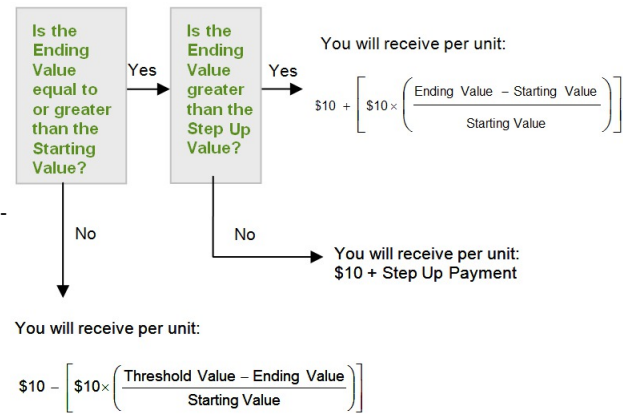 Is the
Ending
Value
equal to
or greater
than the
Starting
Value?
Yes
Is the
Ending
Value
greater
than the
Step Up
Value?
Yes
You will receive per unit:
$10 + [ $10 × ( Ending Value – Starting Value
Starting Value ) ]
No
No
You will receive per unit:
$10 + Step Up Payment
You will receive per unit:
$10 – [ $10× ( Threshold Value – Ending Value
Starting Value ) ]